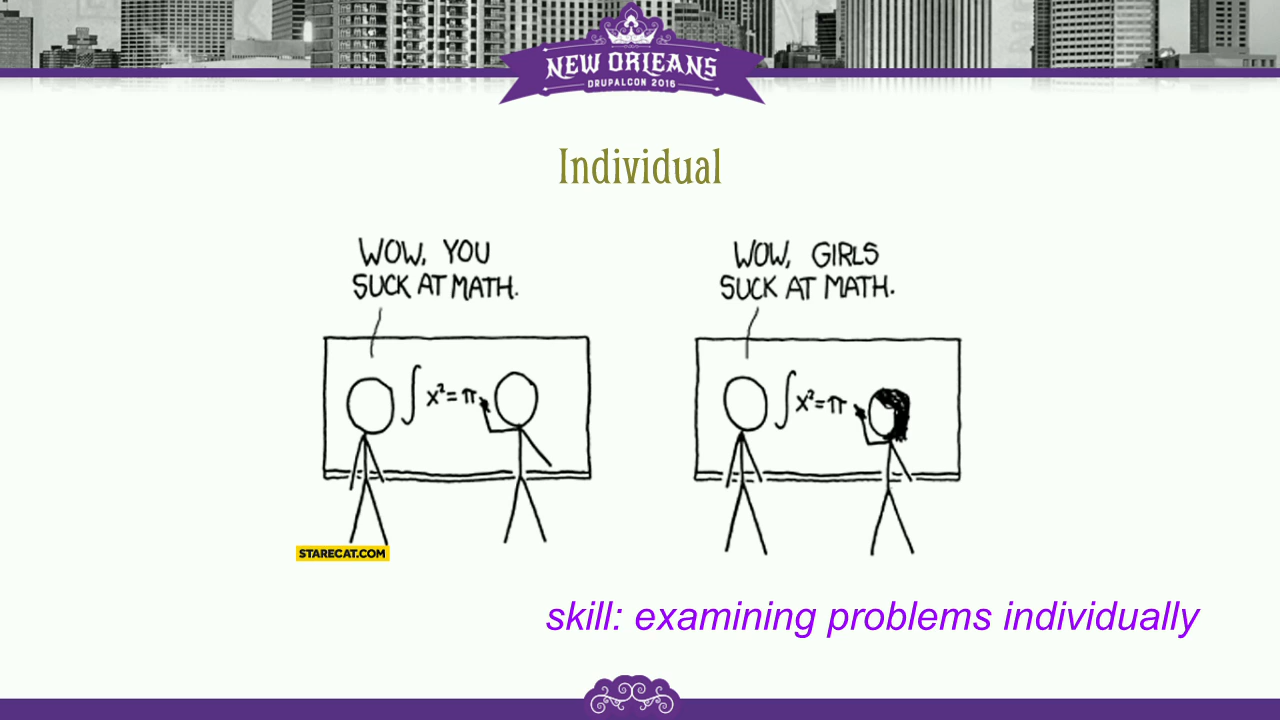 NEW ORLEANS
DRUPALCON 2016
Individual
WOW, YOU
SUCK AT MATH.
∫ x² = π
WOW, GIRLS
SUCK AT MATH.
∫ x² = π
STARECAT.COM
skill: examining problems individually